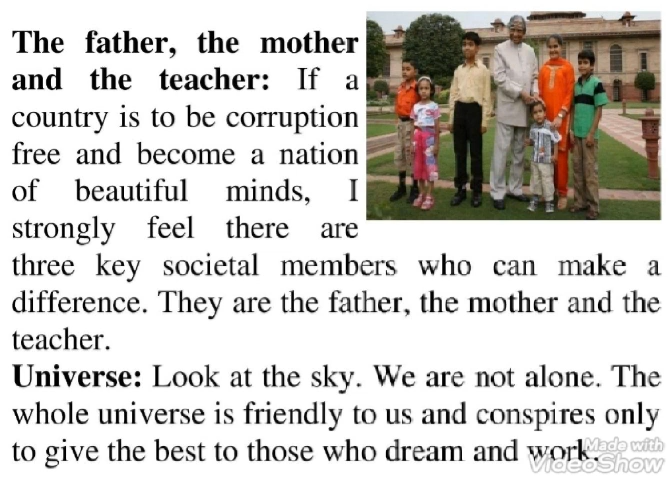 The father, the mother
and the teacher: If a
country is to be corruption
free and become a nation
of beautiful minds, I
strongly feel there are
three key societal members who can make a
difference. They are the father, the mother and the
teacher.
Universe: Look at the sky. We are not alone. The
whole universe is friendly to us and conspires only
to give the best to those who dream and work.
Made with
VideoShow